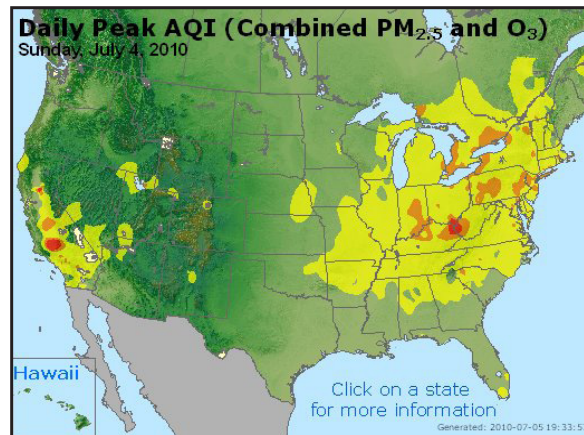 Daily Peak AQI (Combined PM2.5 and O3)
Sunday, July 4, 2010
Hawaii
Click on a state
for more information
Generated: 2010-07-05 19:33:5